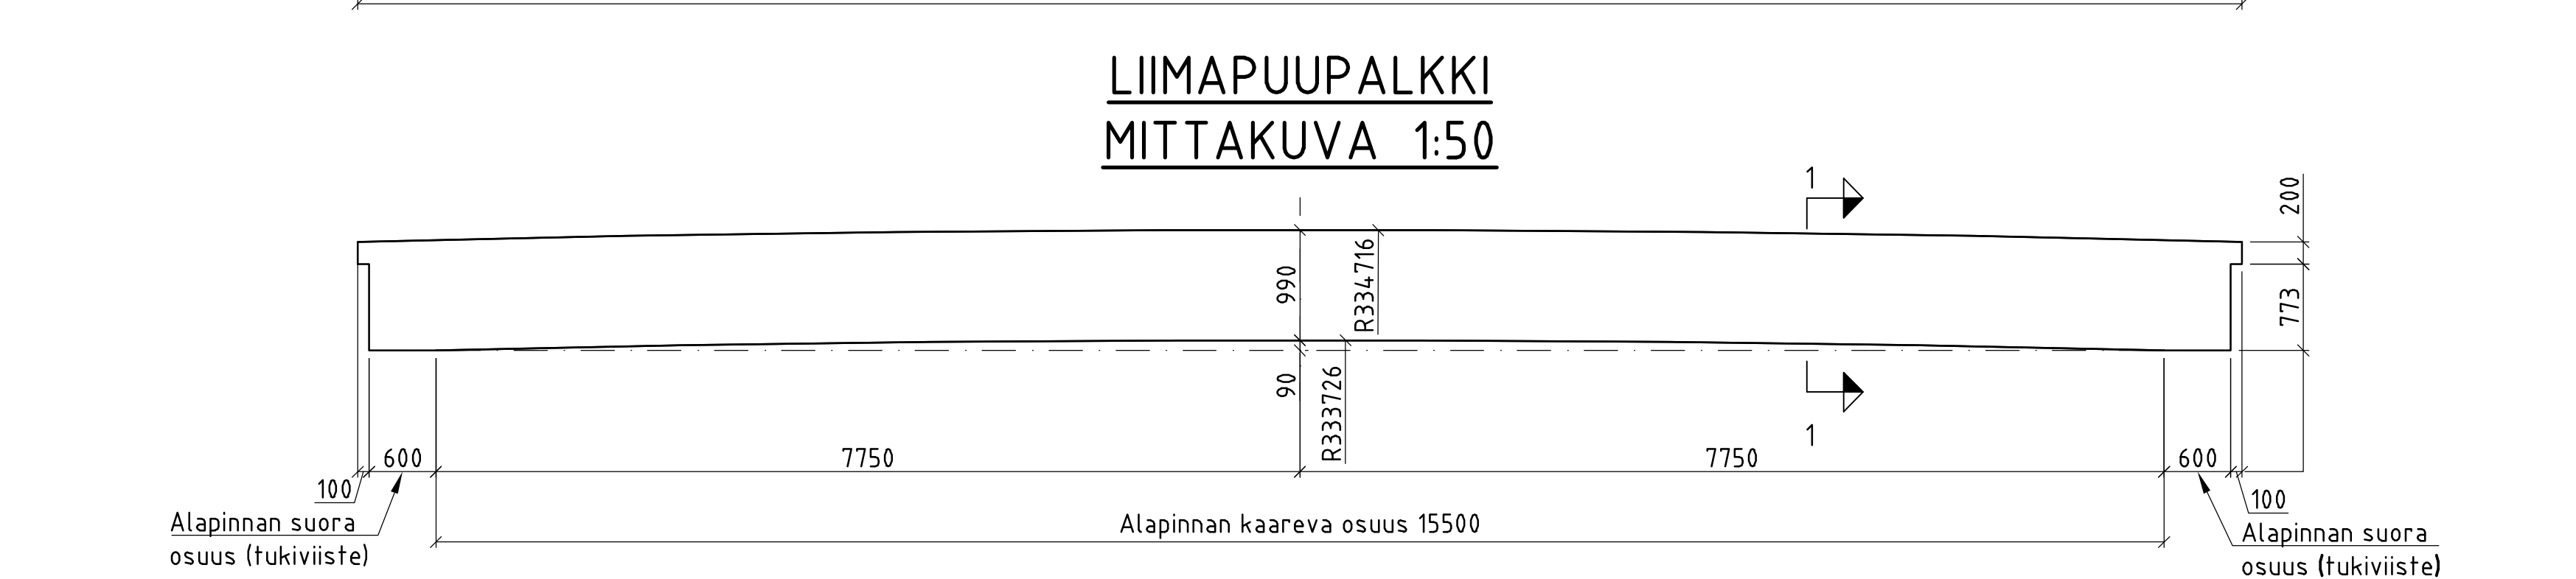 LIIMAPUUPALKKI
MITTAKUVA 1:50
1
200
990
R334716
773
90
R333726
1
600
7750
7750
600
100
100
Alapinnan suora
osuus (tukiviiste)
Alapinnan kaareva osuus 15500
Alapinnan suora
osuus (tukiviiste)